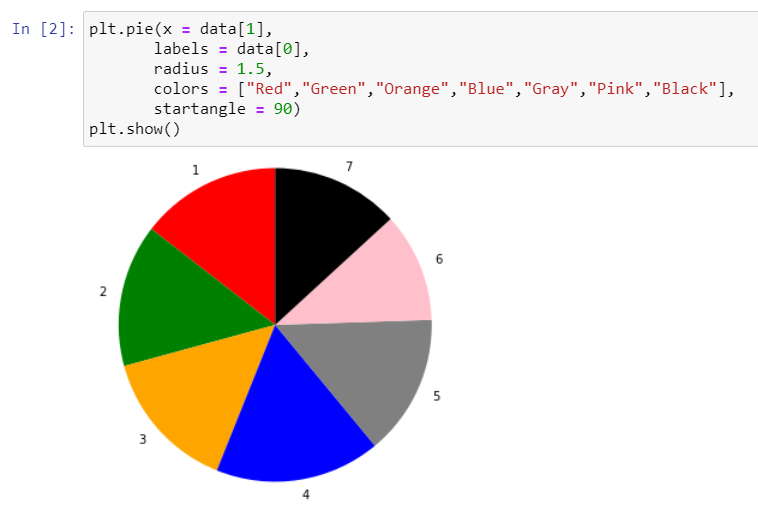 In [2]: plt.pie(x = data[1],
labels = data[0],
radius = 1.5,
colors = ["Red","Green","Orange","Blue","Gray","Pink","Black"],
startangle = 90)
plt.show()
1
7
6
2
5
3
4